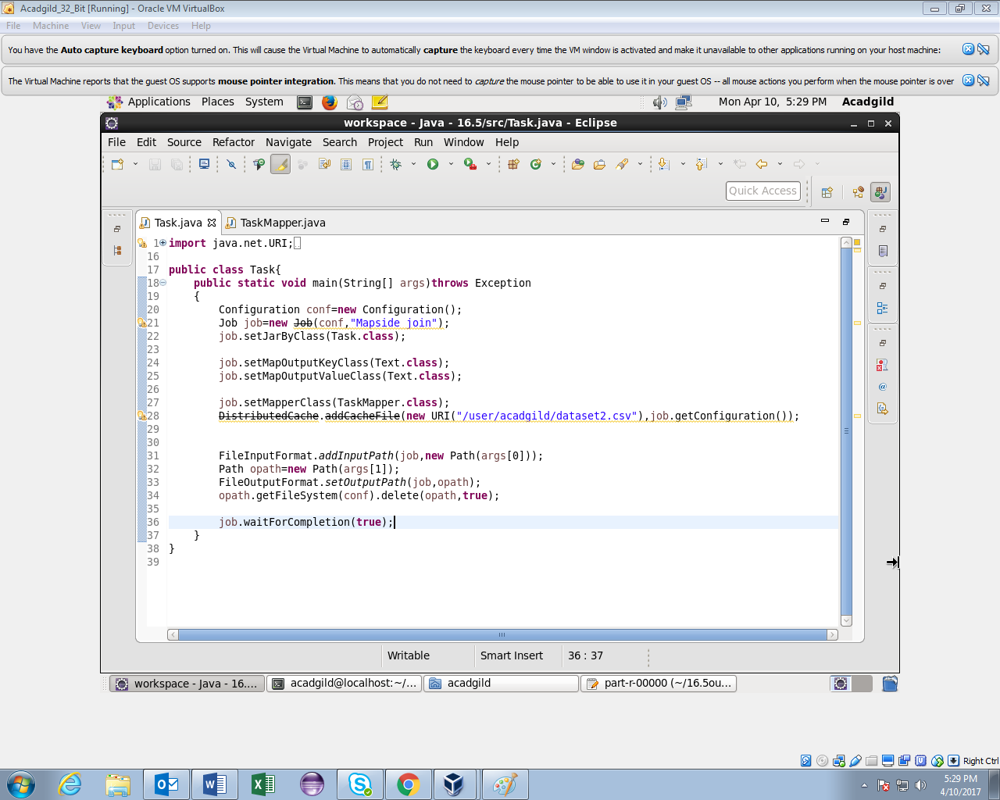 Acadgild_32_Bit [Running] - Oracle VM VirtualBox
File Machine View Input Devices Help
You have the Auto capture keyboard option turned on. This will cause the Virtual Machine to automatically capture the keyboard every time the VM window is activated and make it unavailable to other applications running on your host machine:
The Virtual Machine reports that the guest OS supports mouse pointer integration. This means that you do not need to capture the mouse pointer to be able to use it in your guest OS -- all mouse actions you perform when the mouse pointer is over
Applications Places System Mon Apr 10, 5:29 PM Acadgild
workspace - Java - 16.5/src/Task.java - Eclipse
File Edit Source Refactor Navigate Search Project Run Window Help
Quick Access
Task.java TaskMapper.java
1 import java.net.URI;
16
17 public class Task{
18 public static void main(String[] args)throws Exception
19 {
20 Configuration conf=new Configuration();
21 Job job=new Job(conf,"Mapside join");
22 job.setJarByClass(Task.class);
23
24 job.setMapOutputKeyClass(Text.class);
25 job.setMapOutputValueClass(Text.class);
26
27 job.setMapperClass(TaskMapper.class);
28 DistributedCache.addCacheFile(new URI("/user/acadgild/dataset2.csv"),job.getConfiguration());
29
30
31 FileInputFormat.addInputPath(job,new Path(args[0]));
32 Path opath=new Path(args[1]);
33 FileOutputFormat.setOutputPath(job,opath);
34 opath.getFileSystem(conf).delete(opath,true);
35
36 job.waitForCompletion(true);
37 }
38 }
39
Writable Smart Insert 36 : 37
workspace - Java - 16.... acadgild@localhost:~/... acadgild part-r-00000 (~/16.5ou...
Right Ctrl
5:29 PM
4/10/2017